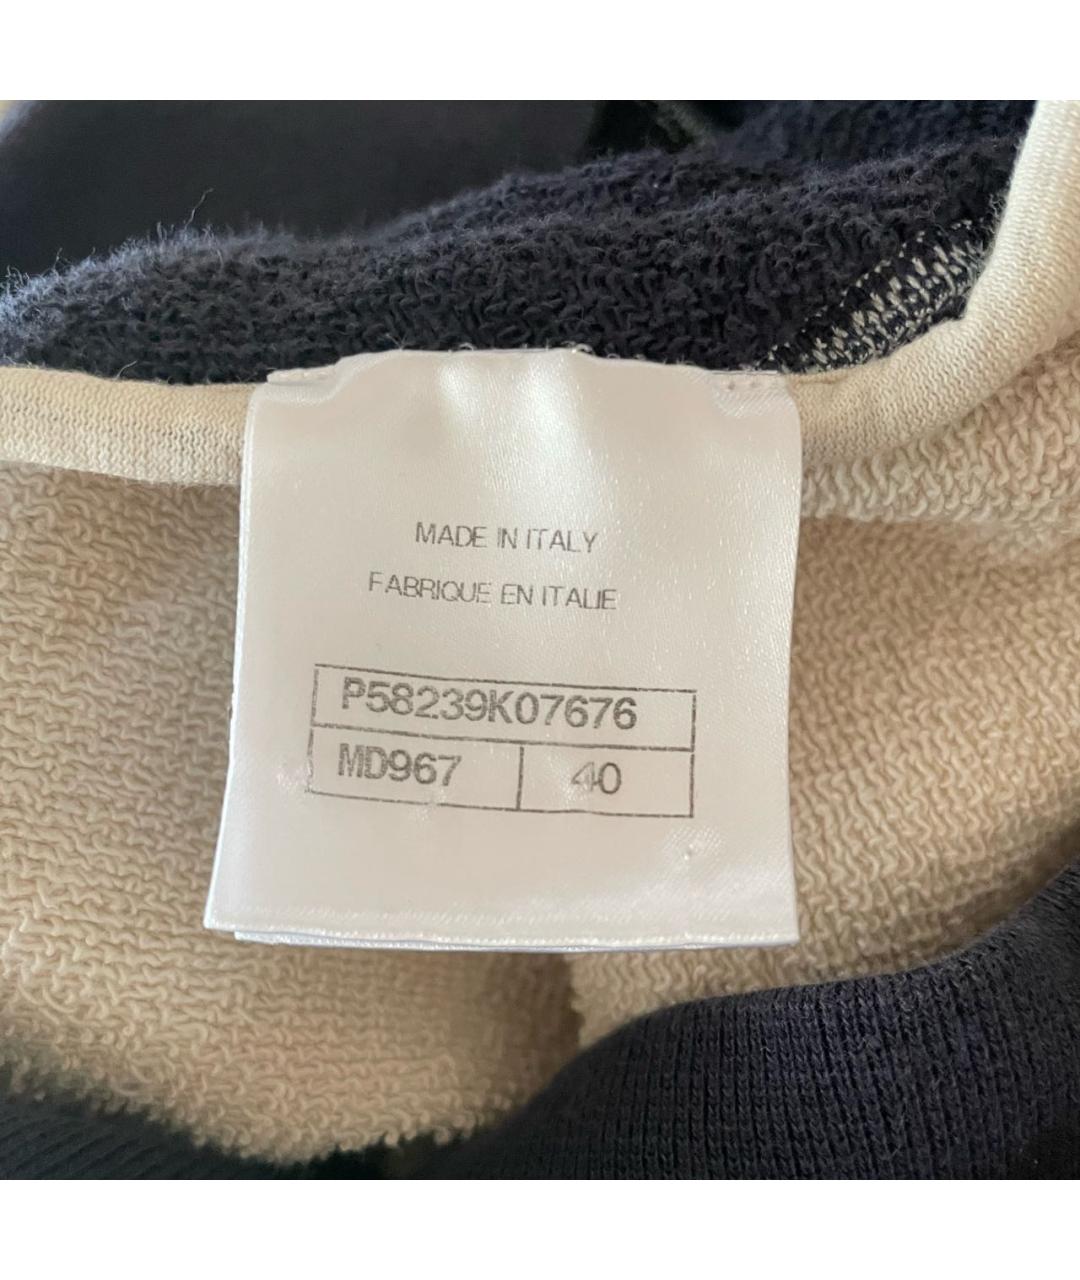 MADE IN ITALY
FABRIQUE EN ITALIE
P58239K07676
MD967 40